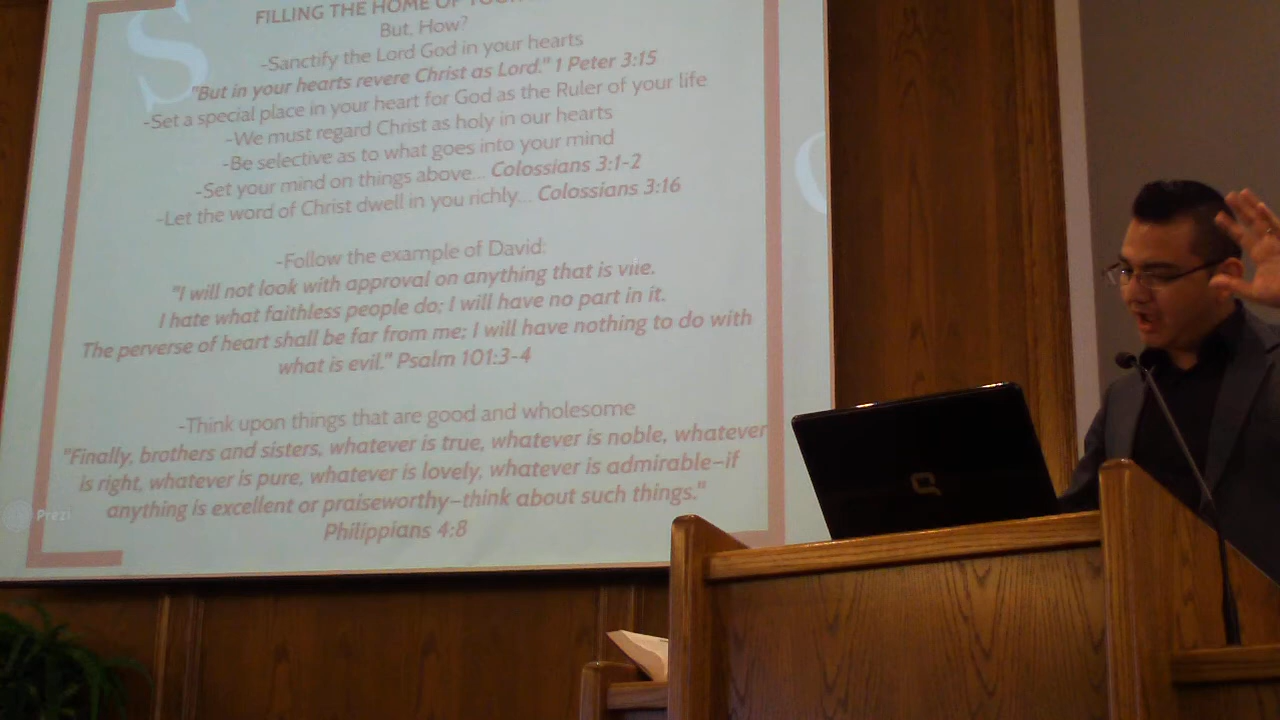 FILLING THE HOME OF
But, How?
-Sanctify the Lord God in your hearts
"But in your hearts revere Christ as Lord." 1 Peter 3:15
-Set a special place in your heart for God as the Ruler of your life
-We must regard Christ as holy in our hearts
-Be selective as to what goes into your mind
-Set your mind on things above... Colossians 3:1-2
-Let the word of Christ dwell in you richly... Colossians 3:16
-Follow the example of David:
"I will not look with approval on anything that is vile.
I hate what faithless people do; I will have no part in it.
The perverse of heart shall be far from me; I will have nothing to do with
what is evil." Psalm 101:3-4
-Think upon things that are good and wholesome
"Finally, brothers and sisters, whatever is true, whatever is noble, whatever
is right, whatever is pure, whatever is lovely, whatever is admirable—if
anything is excellent or praiseworthy—think about such things."
Philippians 4:8
Prezi
S